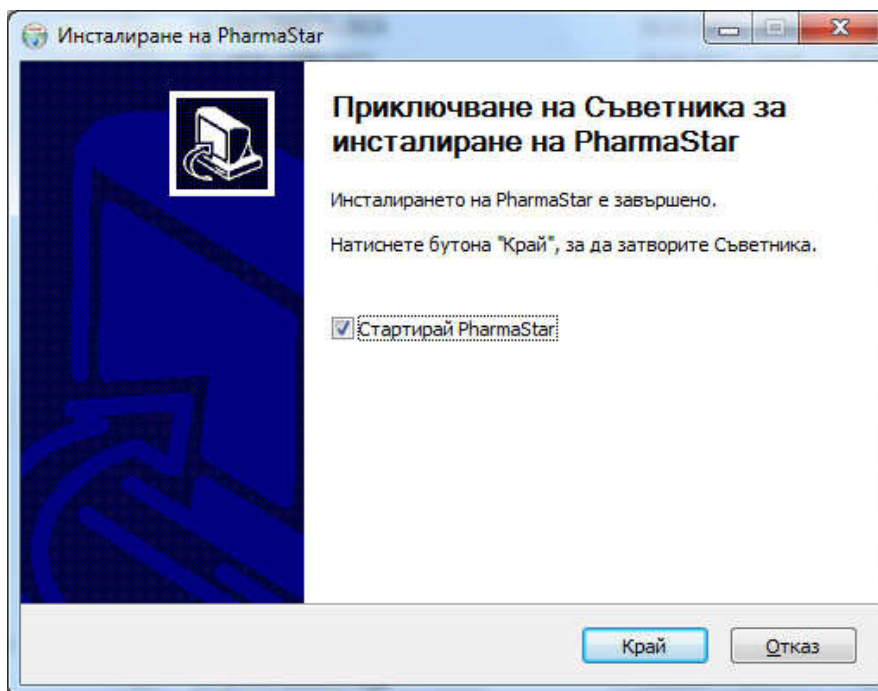 Инсталиране на PharmaStar
Приключване на Съветника за
инсталиране на PharmaStar
Инсталирането на PharmaStar е завършено.
Натиснете бутона "Край", за да затворите Съветника.
Стартирай PharmaStar
Край
Отказ